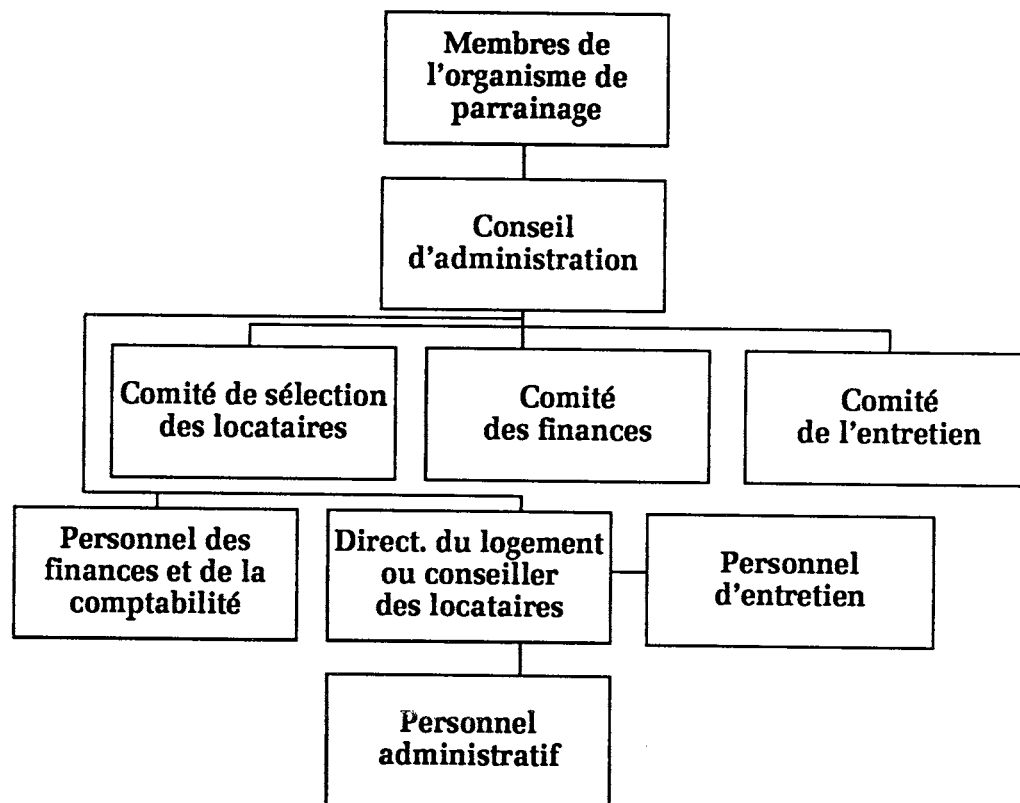 Membres de
l'organisme de
parrainage
Conseil
d'administration
Comité de sélection
des locataires
Comité
des finances
Comité
de l'entretien
Personnel des
finances et de la
comptabilité
Direct. du logement
ou conseiller
des locataires
Personnel
d'entretien
Personnel
administratif